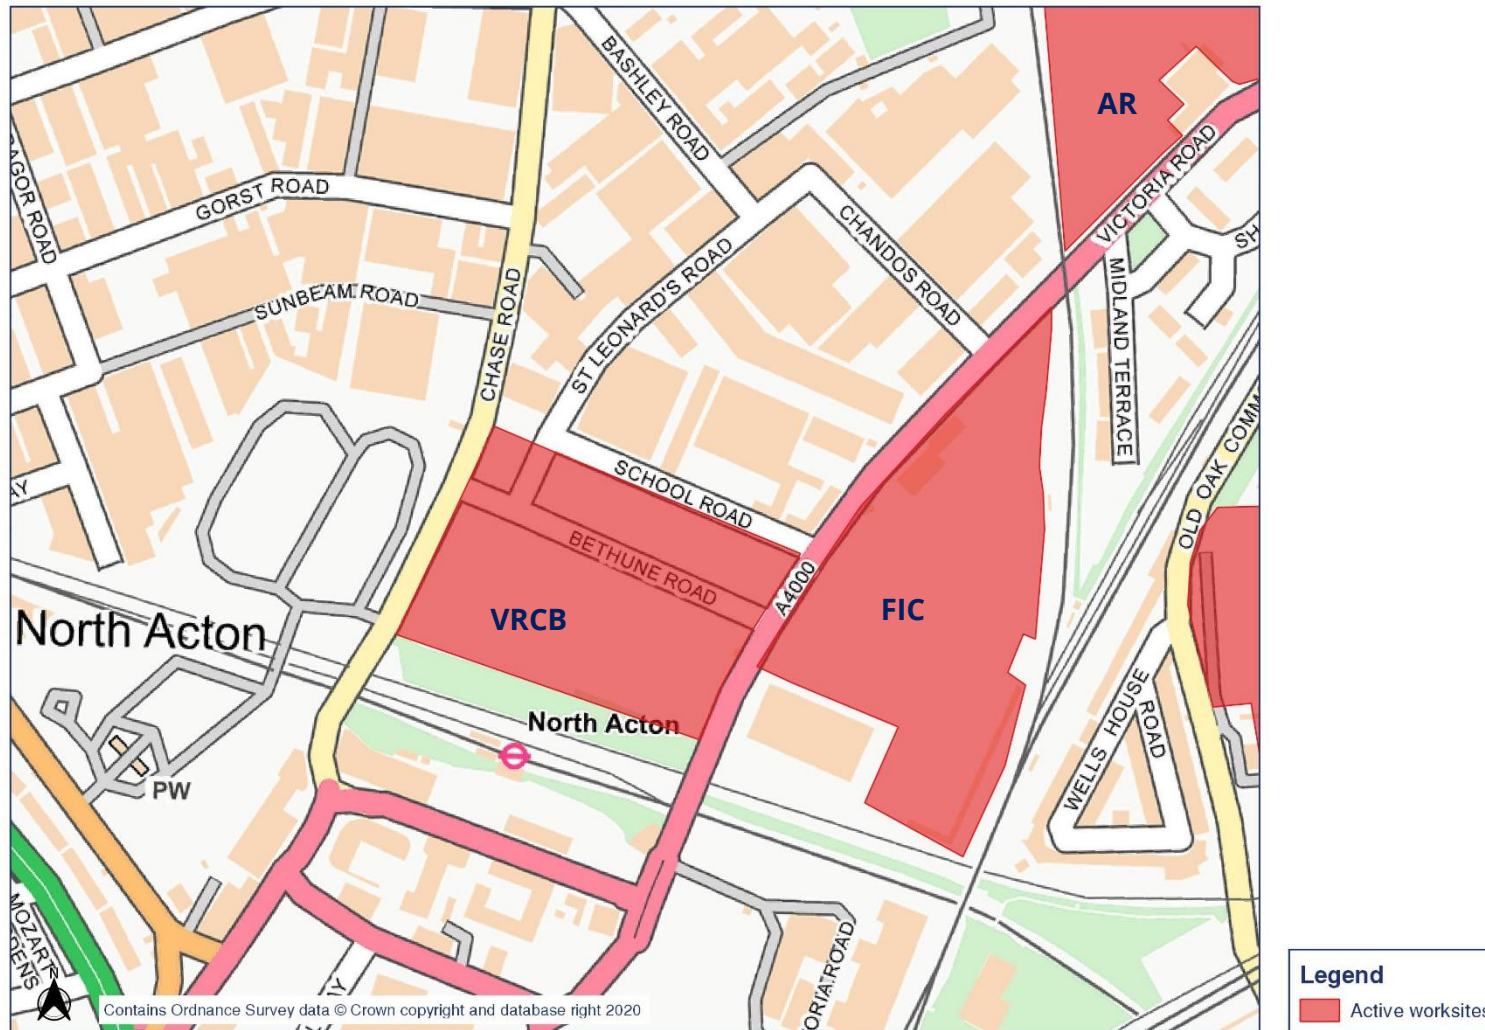 BASHLEY ROAD
AR
GORST ROAD
VICTORIA ROAD
CHANDOS ROAD
ST LEONARD'S ROAD
SUNBEAM ROAD
CHASE ROAD
MIDLAND TERRACE
OLD OAK COMM
SCHOOL ROAD
BETHUNE ROAD
A4000
VRCB
FIC
North Acton
North Acton
WELLS HOUSE
ROAD
PW
MOZART
DENS
ORIA ROAD
Contains Ordnance Survey data © Crown copyright and database right 2020
Legend
Active worksites